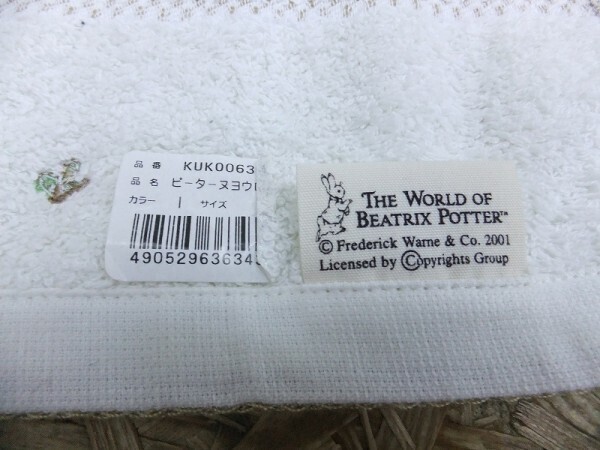 品 番 KUK0063
品 名 ピーターヌヨウ
カラー | サイズ
49052963634
THE WORLD OF
BEATRIX POTTER™
© Frederick Warne & Co. 2001
Licensed by © Copyrights Group